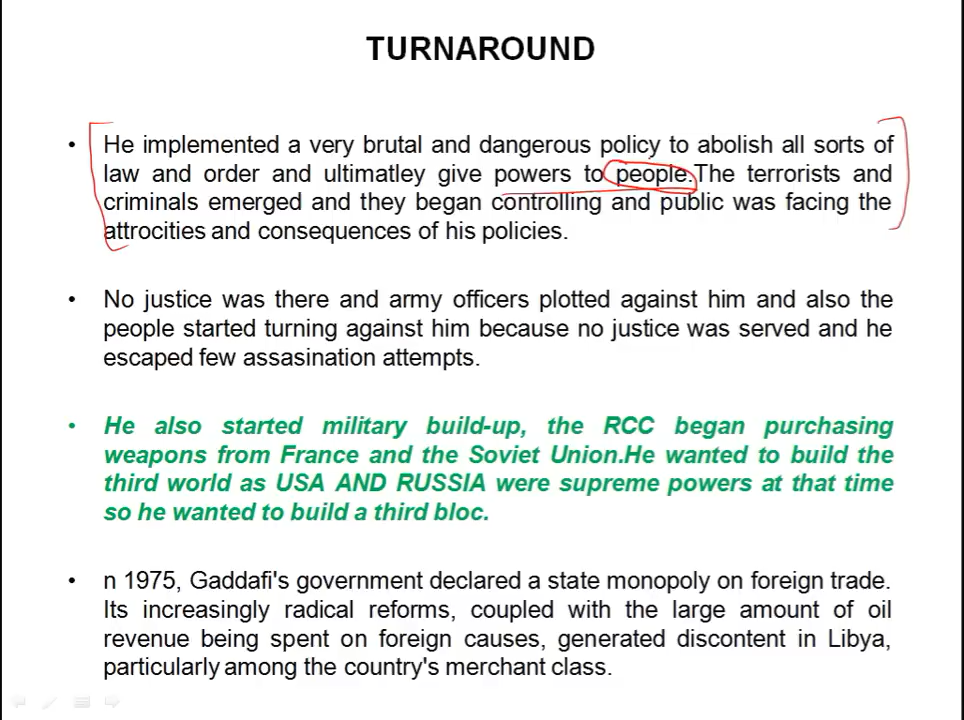 TURNAROUND
• He implemented a very brutal and dangerous policy to abolish all sorts of
law and order and ultimatley give powers to people.The terrorists and
criminals emerged and they began controlling and public was facing the
attrocities and consequences of his policies.
• No justice was there and army officers plotted against him and also the
people started turning against him because no justice was served and he
escaped few assasination attempts.
• He also started military build-up, the RCC began purchasing
weapons from France and the Soviet Union.He wanted to build the
third world as USA AND RUSSIA were supreme powers at that time
so he wanted to build a third bloc.
• n 1975, Gaddafi's government declared a state monopoly on foreign trade.
Its increasingly radical reforms, coupled with the large amount of oil
revenue being spent on foreign causes, generated discontent in Libya,
particularly among the country's merchant class.